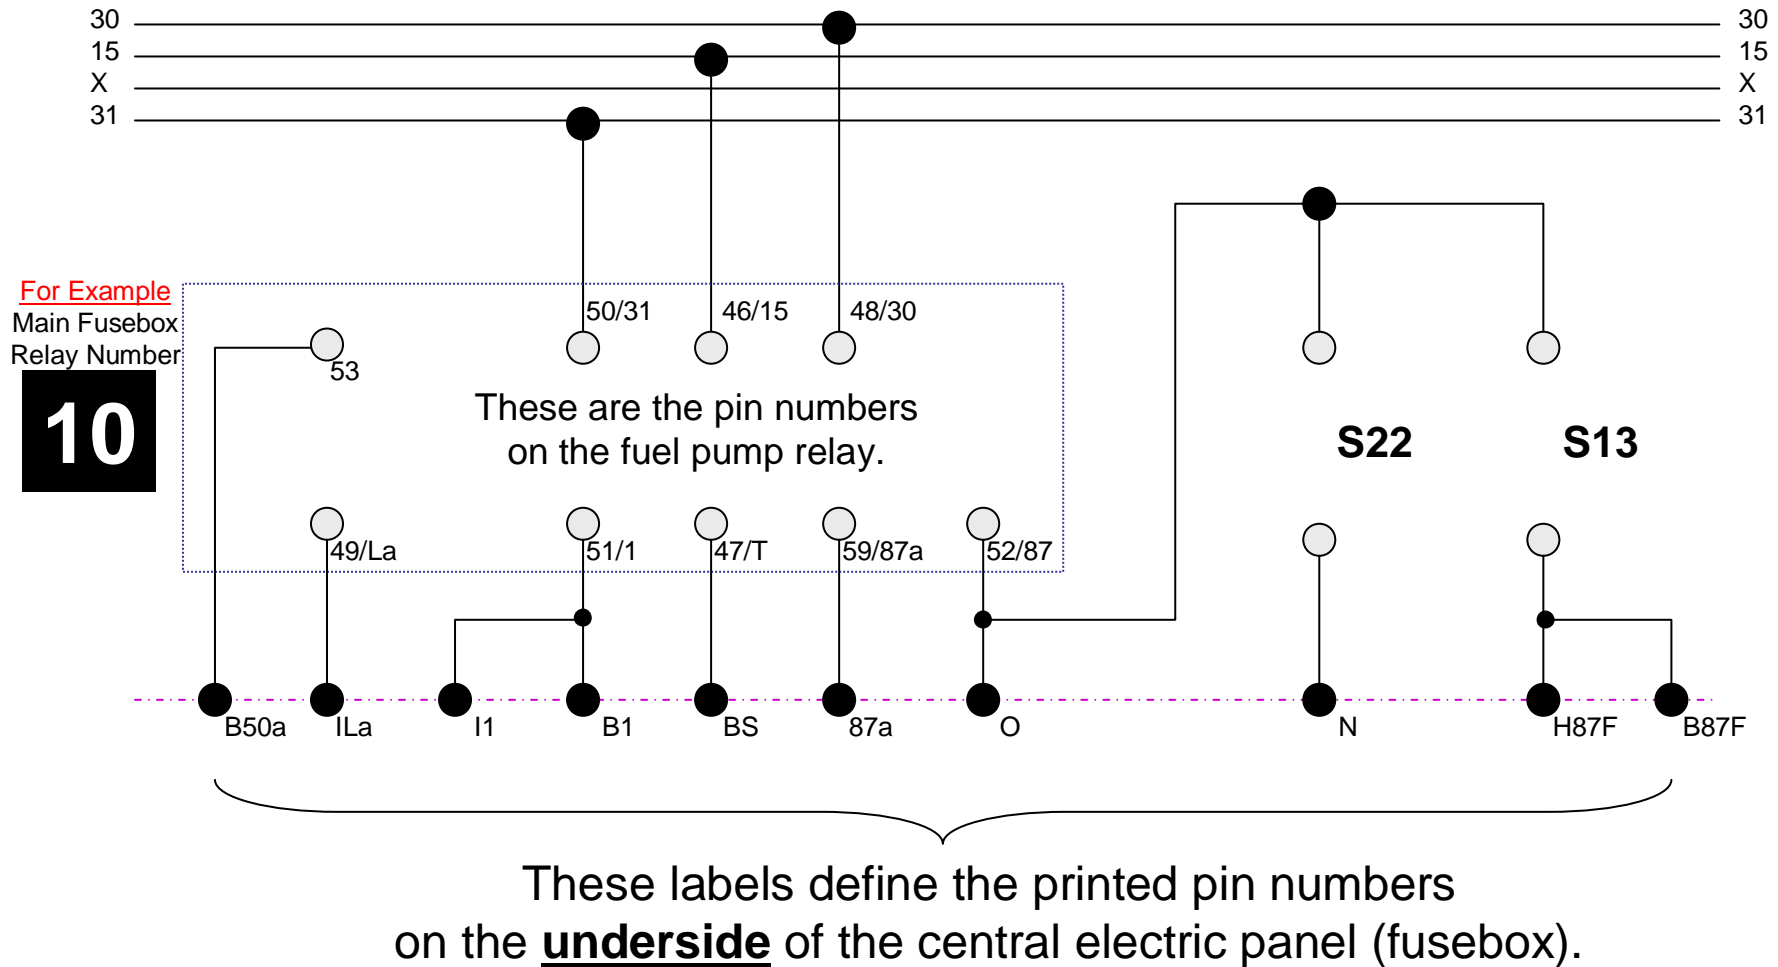 30 30
15 15
X X
31 31
For Example
Main Fusebox
Relay Number
10
50/31 46/15 48/30
53
These are the pin numbers
on the fuel pump relay.
S22 S13
49/La 51/1 47/T 59/87a 52/87
B50a ILa I1 B1 BS 87a O N H87F B87F
These labels define the printed pin numbers
on the underside of the central electric panel (fusebox).